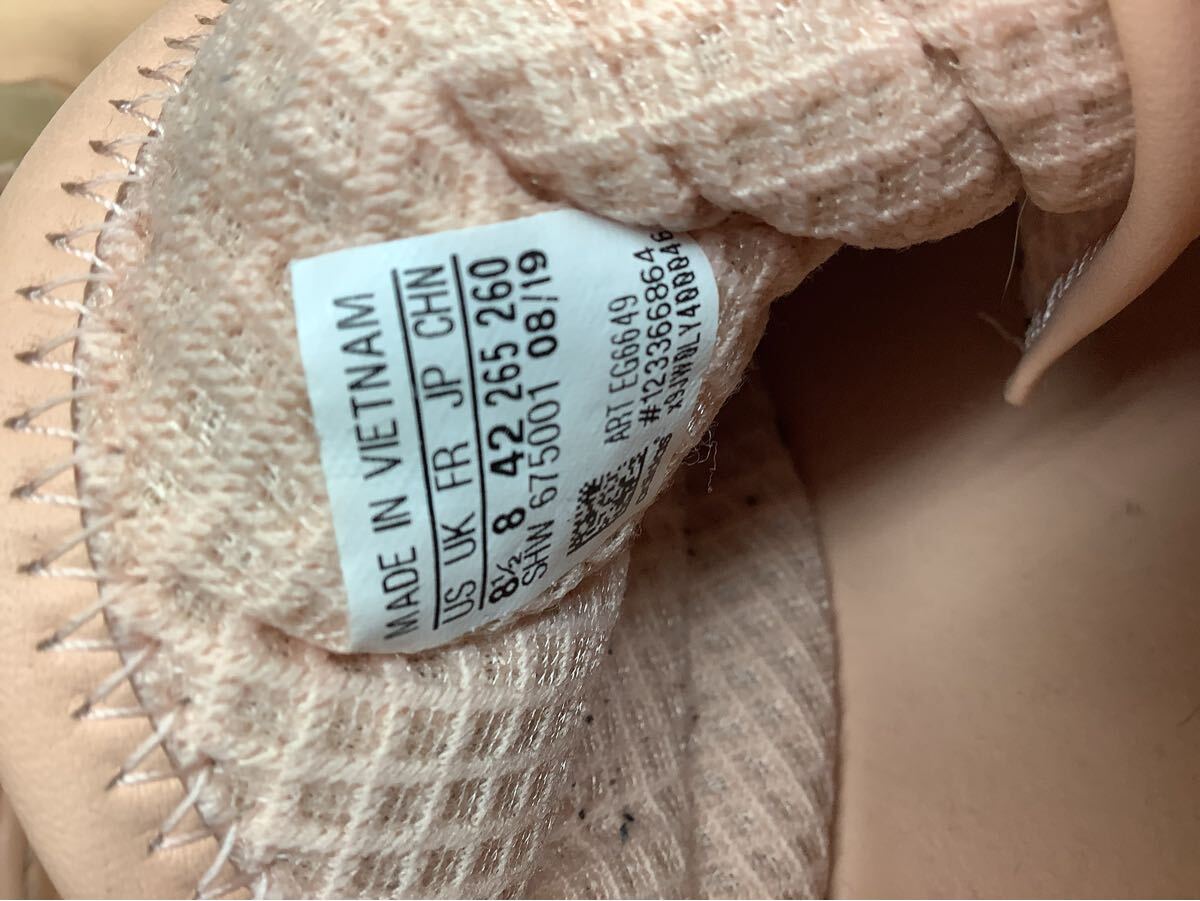 MADE IN VIETNAM
US UK FR JP CHN
8½ 8 42 265 260
SHW 675001 08/19
ART EG6649
#123366864
adidas